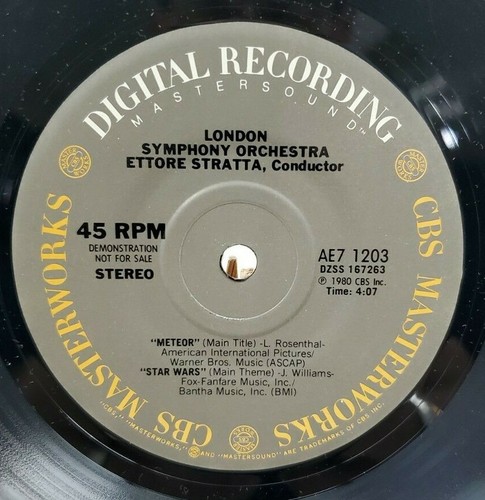 DIGITAL RECORDING
MASTERSOUND™
LONDON
SYMPHONY ORCHESTRA
ETTORE STRATTA, Conductor
45 RPM
DEMONSTRATION
NOT FOR SALE
STEREO
AE7 1203
DZSS 167263
℗ 1980 CBS Inc.
Time: 4:07
"METEOR" (Main Title) -L. Rosenthal-
American International Pictures/
Warner Bros. Music (ASCAP)
"STAR WARS" (Main Theme) -J. Williams-
Fox-Fanfare Music, Inc./
Bantha Music, Inc. (BMI)
CBS MASTERWORKS
CBS MASTERWORKS
"CBS," "MASTERWORKS," AND "MASTERSOUND" ARE TRADEMARKS OF CBS INC.